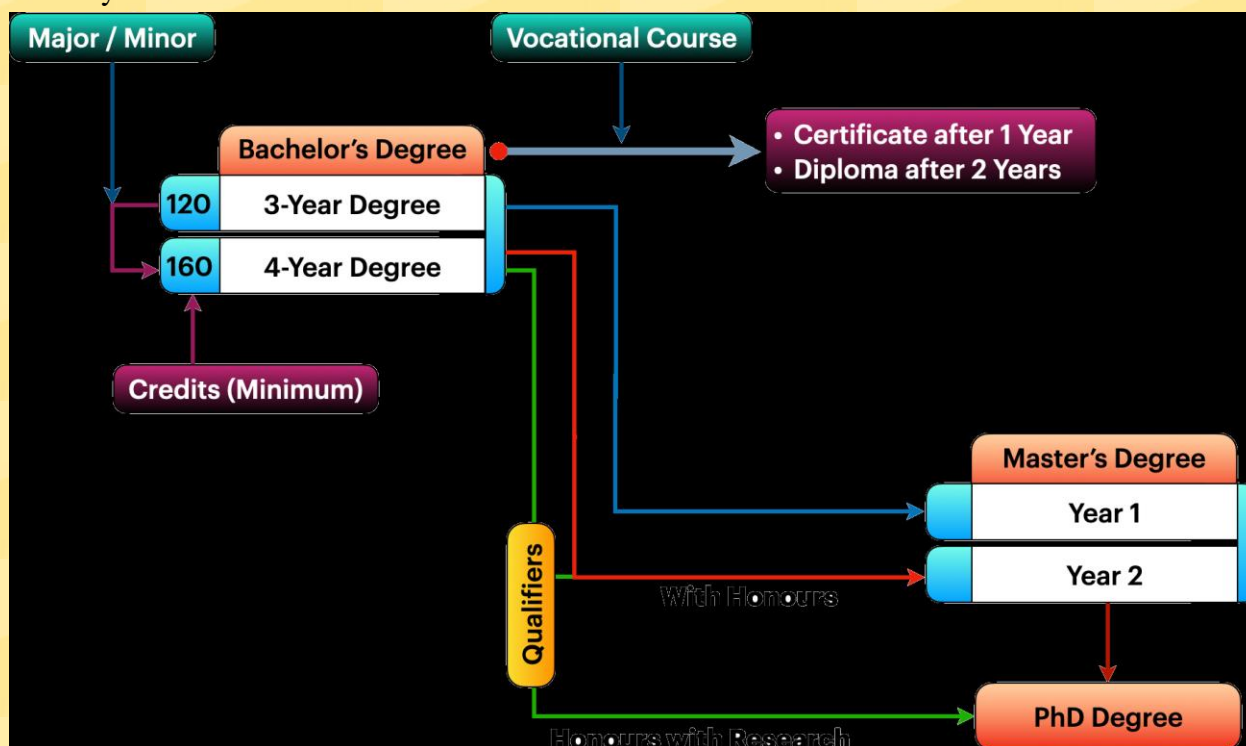 Major / Minor
Vocational Course
• Certificate after 1 Year
• Diploma after 2 Years
Bachelor's Degree
120 3-Year Degree
160 4-Year Degree
Credits (Minimum)
Master's Degree
Year 1
Year 2
Qualifiers
With Honours
PhD Degree
Honours with Research